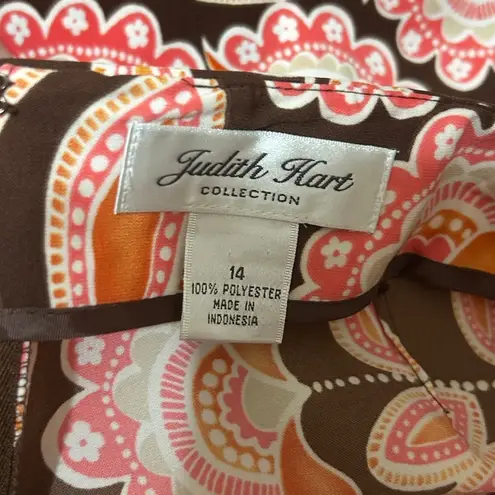 Judith Hart
COLLECTION
14
100% POLYESTER
MADE IN
INDONESIA